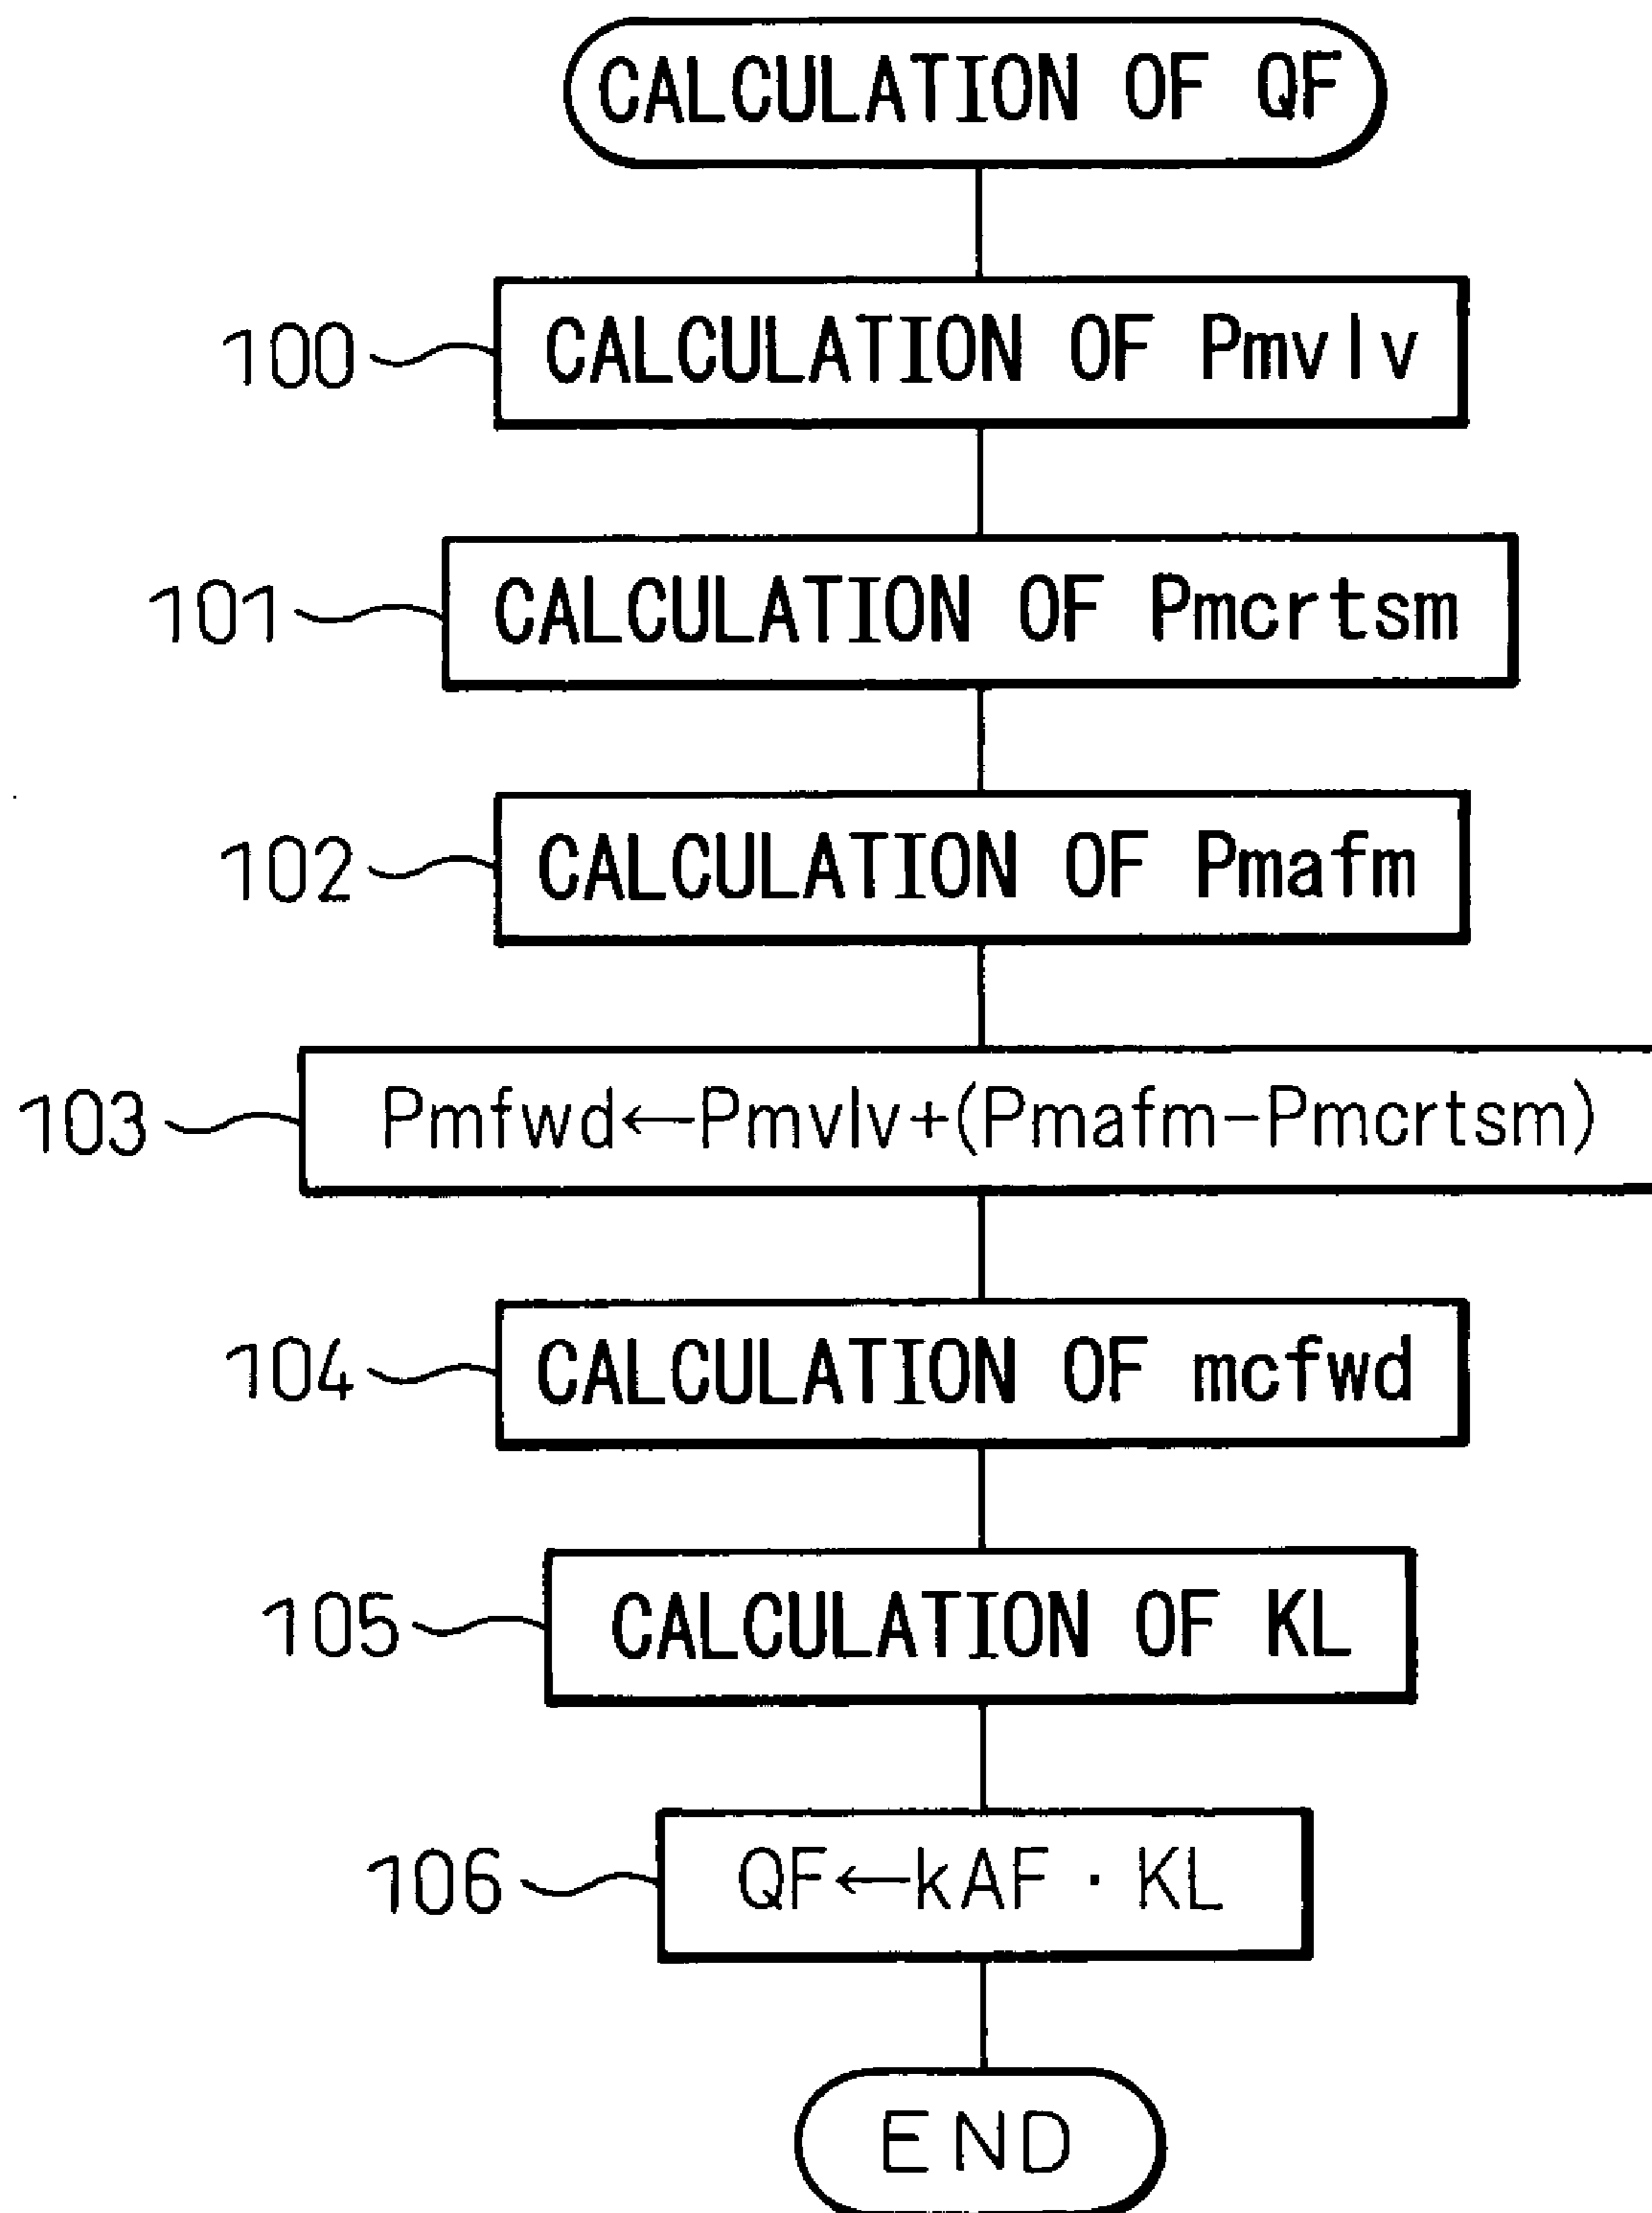 CALCULATION OF QF
100
CALCULATION OF Pmvlv
101
CALCULATION OF Pmcrtsm
102
CALCULATION OF Pmafm
103
Pmfwd←Pmvlv+(Pmafm-Pmcrtsm)
104
CALCULATION OF mcfwd
105
CALCULATION OF KL
106
QF←kAF · KL
END